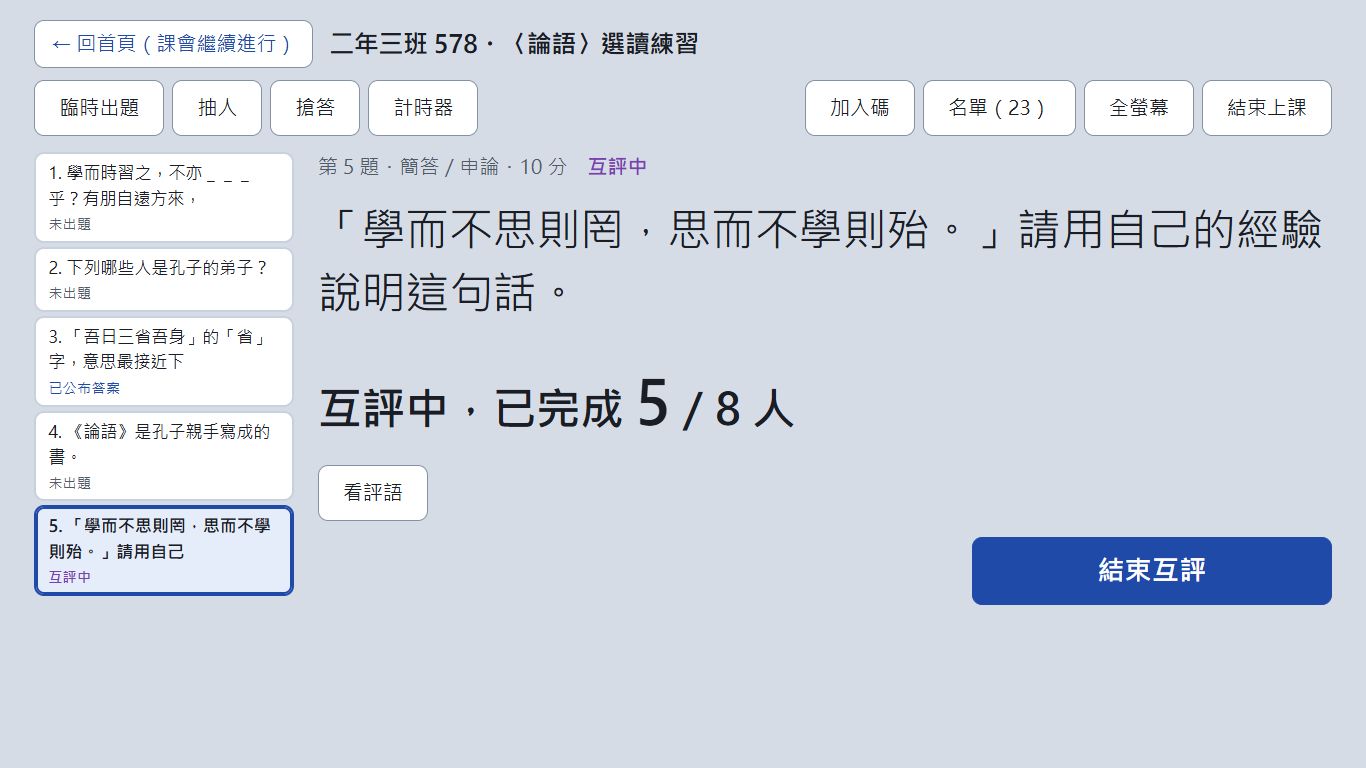 ← 回首頁（課會繼續進行）
二年三班 578・〈論語〉選讀練習
臨時出題
抽人
搶答
計時器
加入碼
名單（23）
全螢幕
結束上課
1. 學而時習之，不亦＿＿＿
乎？有朋自遠方來，
未出題
2. 下列哪些人是孔子的弟子？
未出題
3. 「吾日三省吾身」的「省」
字，意思最接近下
已公布答案
4. 《論語》是孔子親手寫成的
書。
未出題
5. 「學而不思則罔，思而不學
則殆。」請用自己
互評中
第 5 題・簡答 / 申論・10 分 互評中
「學而不思則罔，思而不學則殆。」請用自己的經驗
說明這句話。
互評中，已完成 5 / 8 人
看評語
結束互評